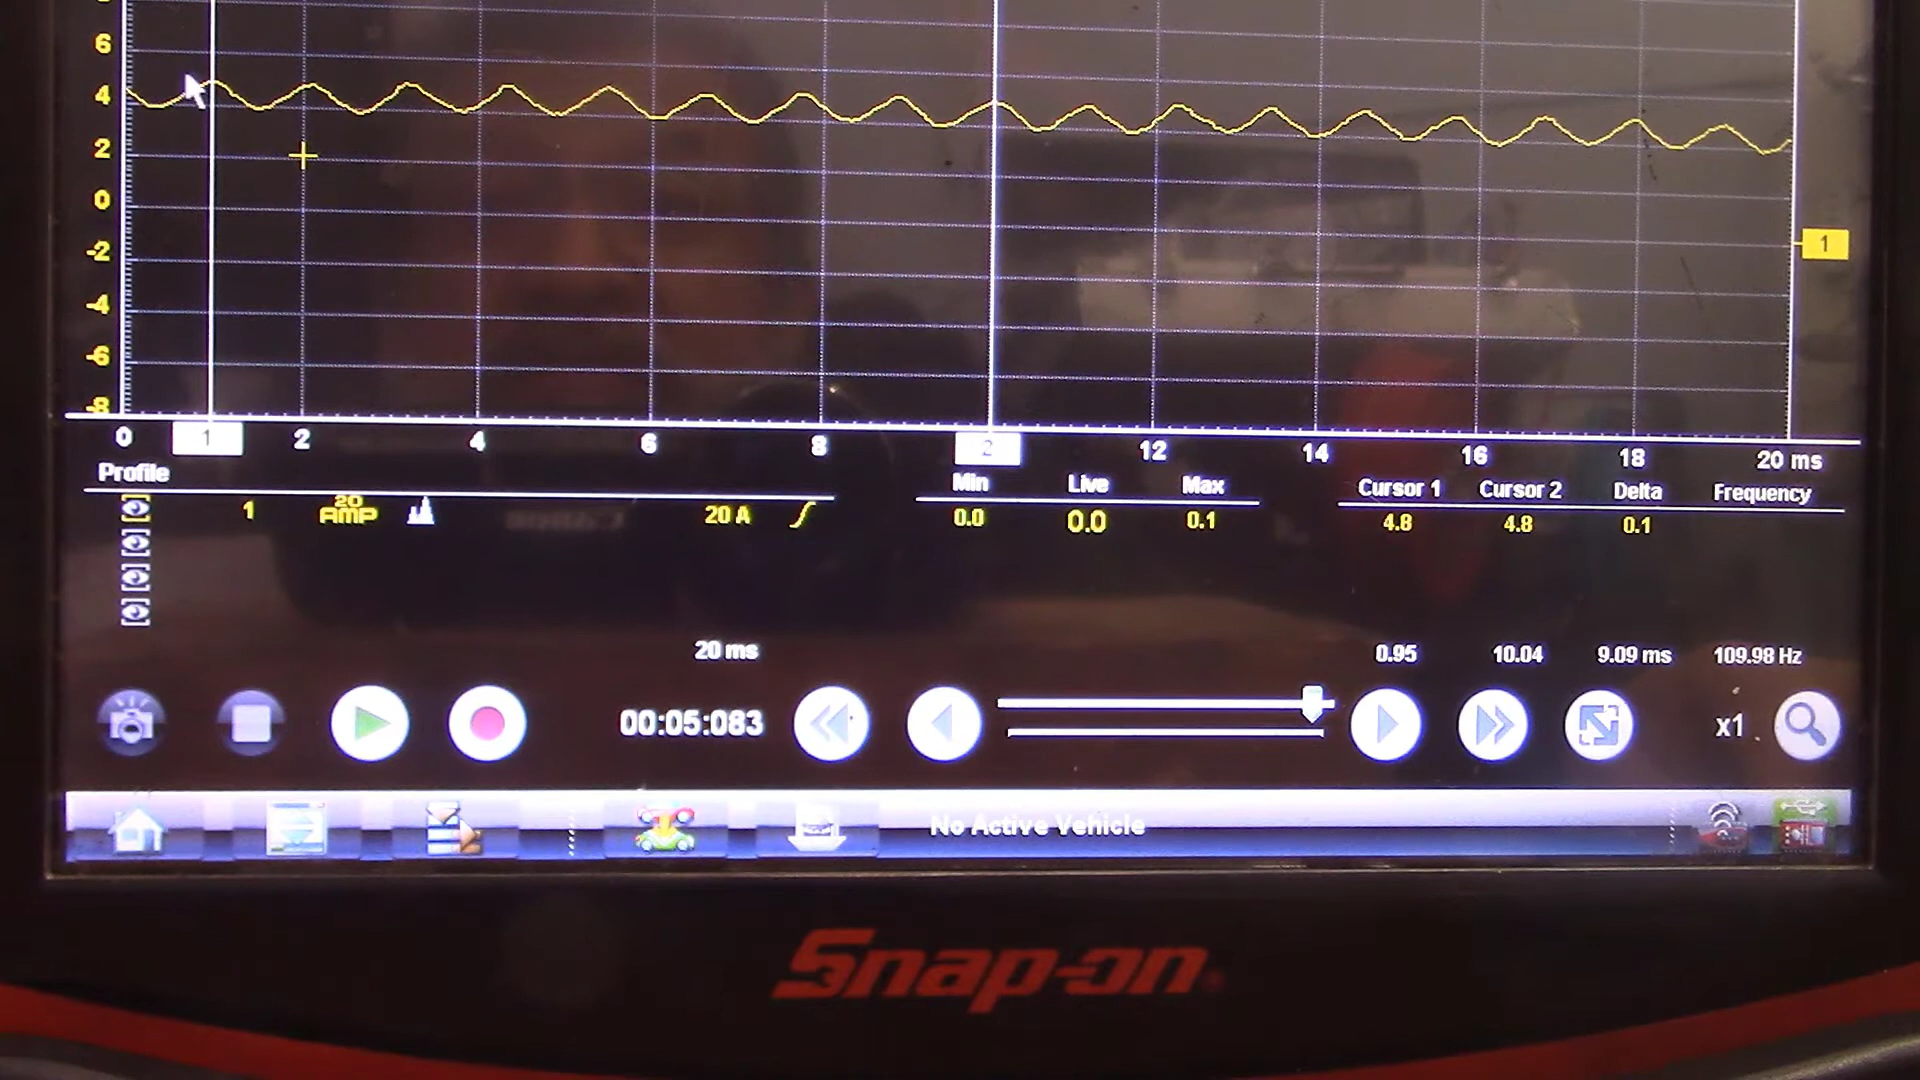 6
4
2
0
-2
-4
-6
-8
1
0 1 2 4 6 8 2 12 14 16 18 20 ms
Profile
Min Live Max
Cursor 1 Cursor 2 Delta Frequency
1 20 AMP 20 A
0.0 0.0 0.1
4.8 4.8 0.1
20 ms
0.95 10.04 9.09 ms 109.98 Hz
00:05:083
x1
No Active Vehicle
Snap-on